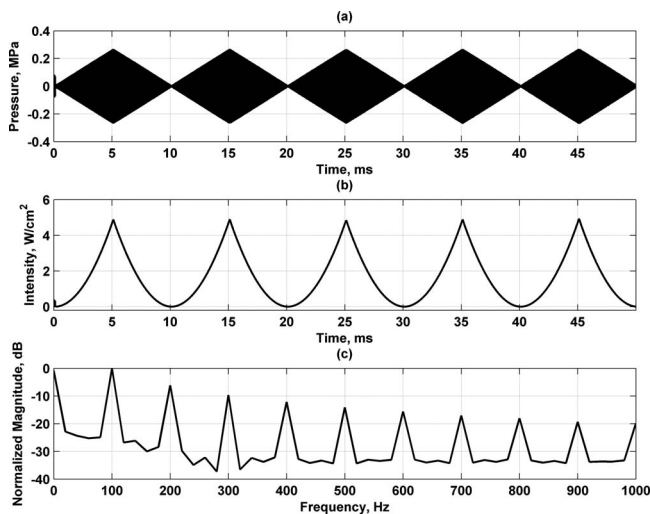 (a)
Pressure, MPa
0.4
0.2
0
-0.2
-0.4
0 5 10 15 20 25 30 35 40 45
Time, ms
(b)
Intensity, W/cm²
6
4
2
0
0 5 10 15 20 25 30 35 40 45
Time, ms
(c)
Normalized Magnitude, dB
0
-10
-20
-30
-40
0 100 200 300 400 500 600 700 800 900 1000
Frequency, Hz